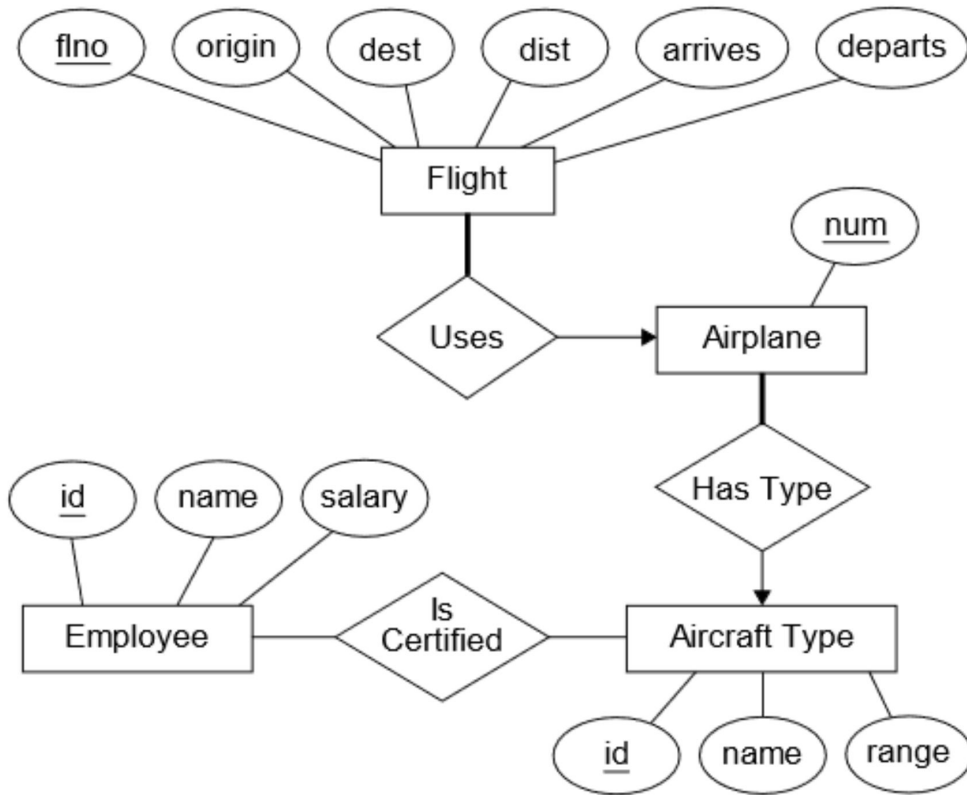 flno
origin
dest
dist
arrives
departs
Flight
num
Uses
Airplane
id
name
salary
Has Type
Employee
Is
Certified
Aircraft Type
id
name
range